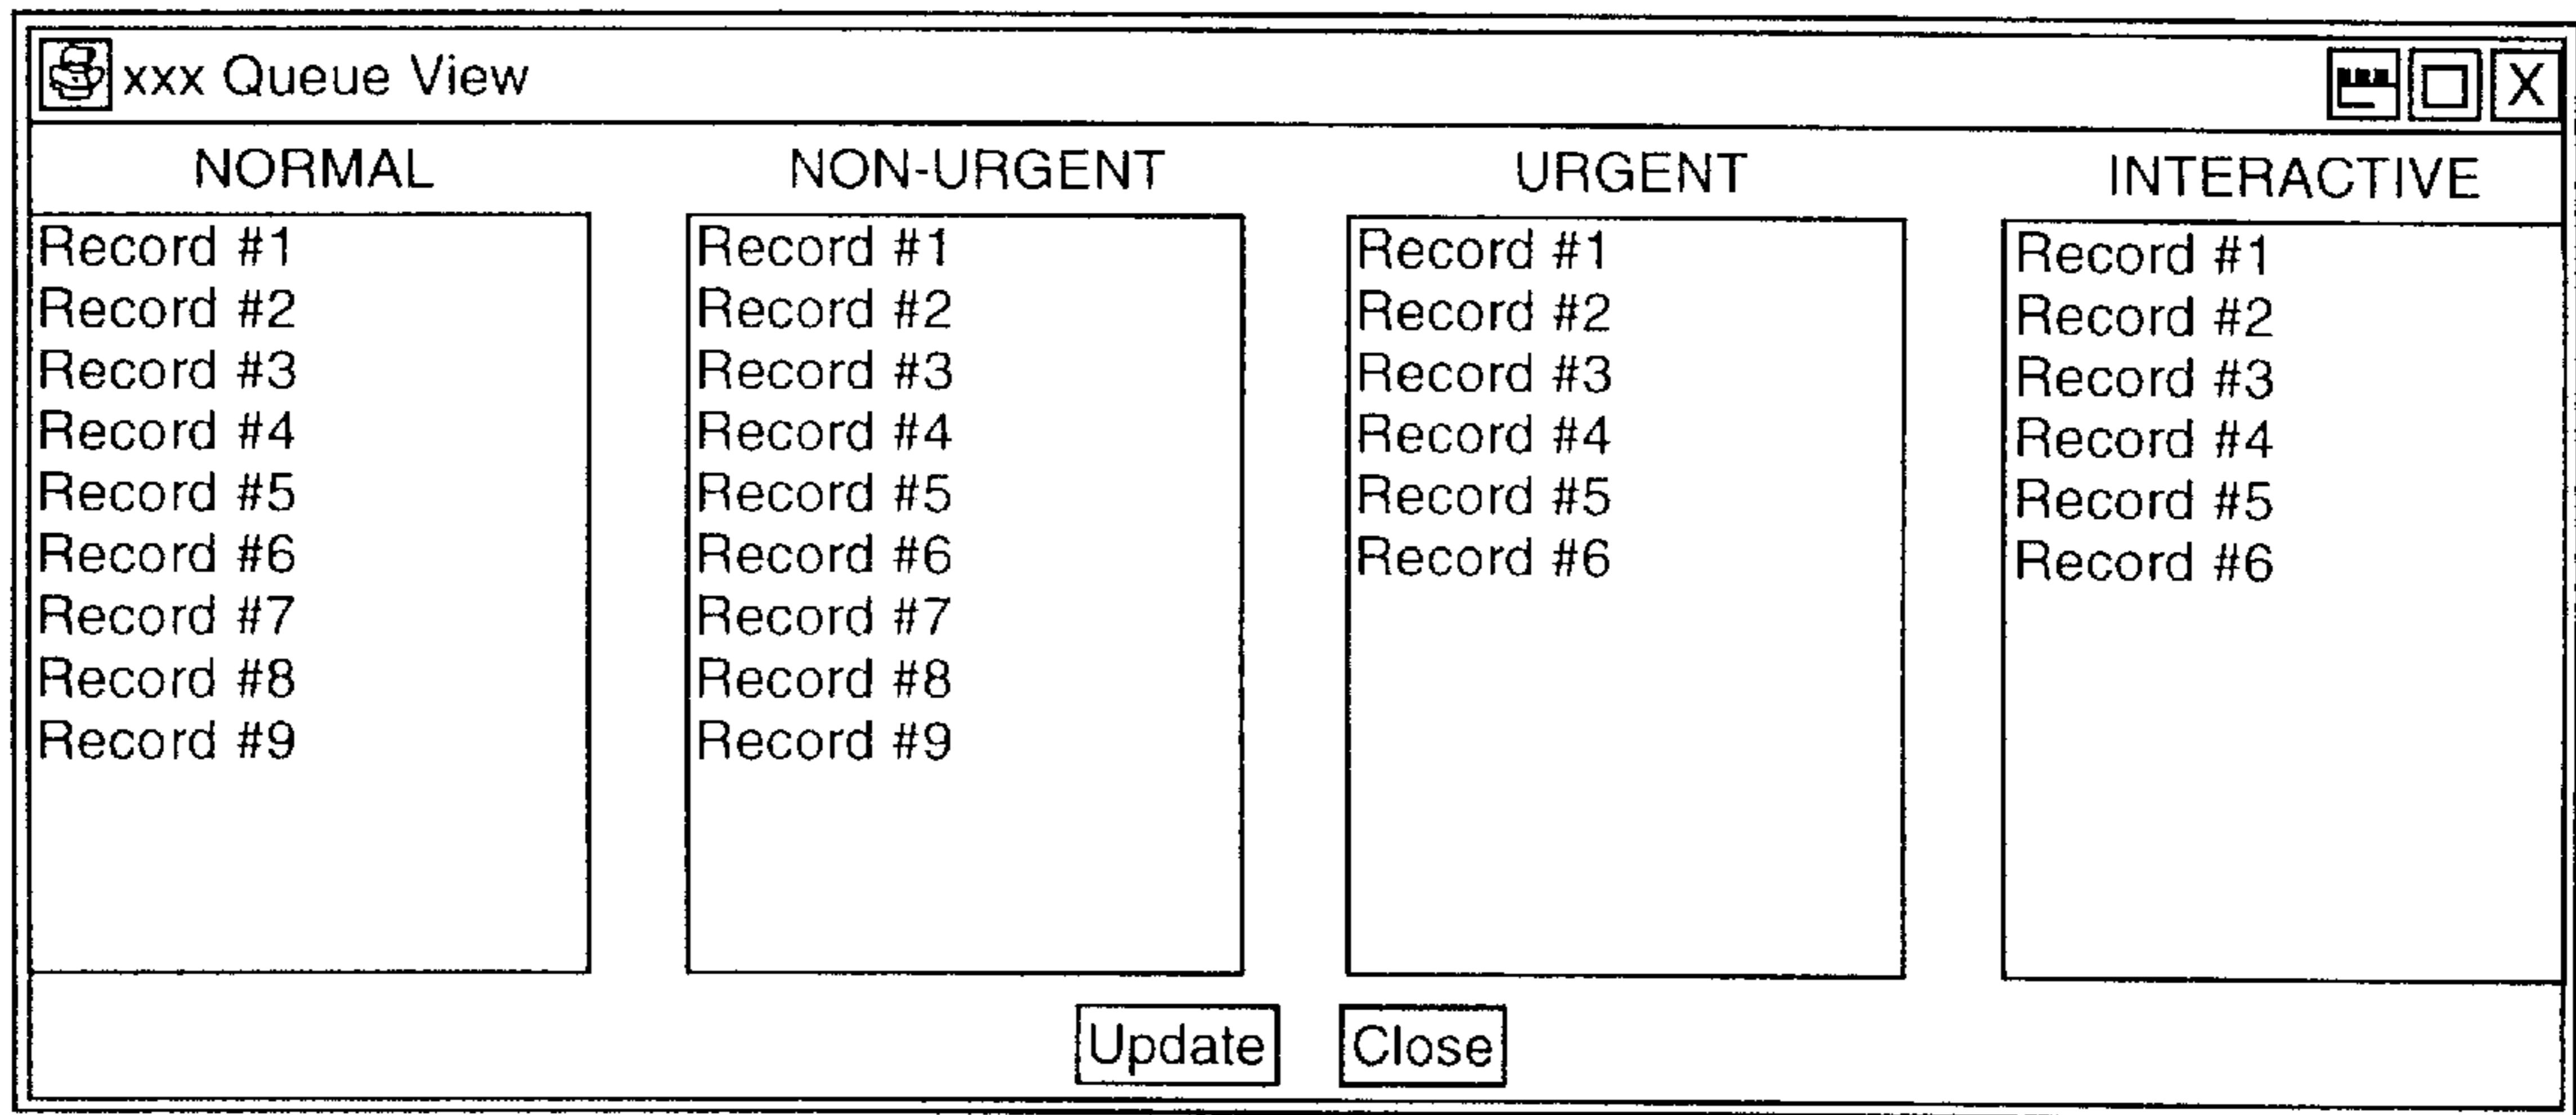 xxx Queue View
X
NORMAL NON-URGENT URGENT INTERACTIVE
Record #1 Record #1 Record #1 Record #1
Record #2 Record #2 Record #2 Record #2
Record #3 Record #3 Record #3 Record #3
Record #4 Record #4 Record #4 Record #4
Record #5 Record #5 Record #5 Record #5
Record #6 Record #6 Record #6 Record #6
Record #7 Record #7
Record #8 Record #8
Record #9 Record #9
Update Close